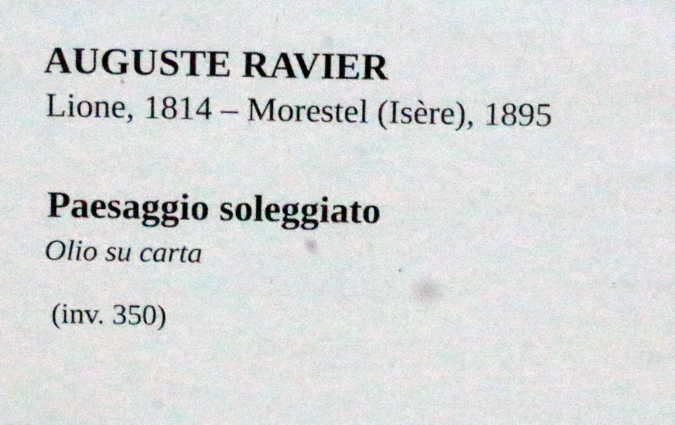 AUGUSTE RAVIER
Lione, 1814 – Morestel (Isère), 1895
Paesaggio soleggiato
Olio su carta
(inv. 350)